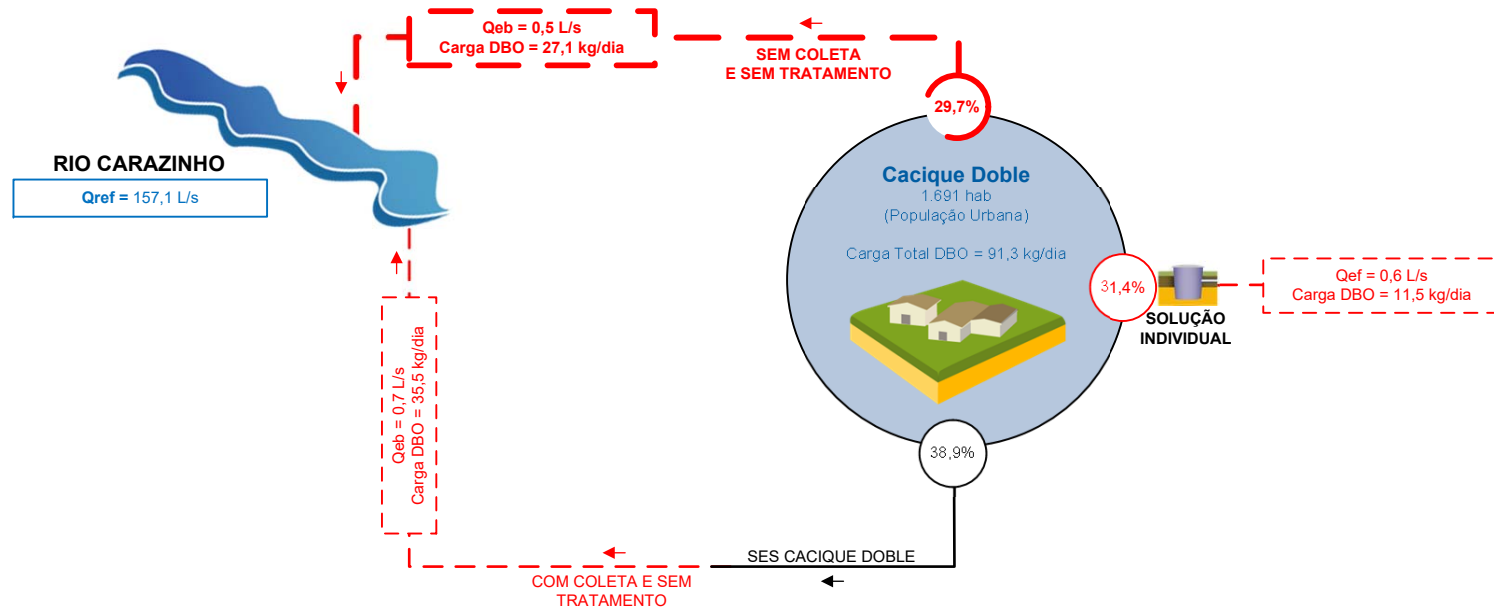 Qeb = 0,5 L/s
Carga DBO = 27,1 kg/dia
SEM COLETA
E SEM TRATAMENTO
29,7%
RIO CARAZINHO
Qref = 157,1 L/s
Cacique Doble
1.691 hab
(População Urbana)
Carga Total DBO = 91,3 kg/dia
31,4%
SOLUÇÃO
INDIVIDUAL
Qef = 0,6 L/s
Carga DBO = 11,5 kg/dia
Qeb = 0,7 L/s
Carga DBO = 35,5 kg/dia
38,9%
SES CACIQUE DOBLE
COM COLETA E SEM
TRATAMENTO